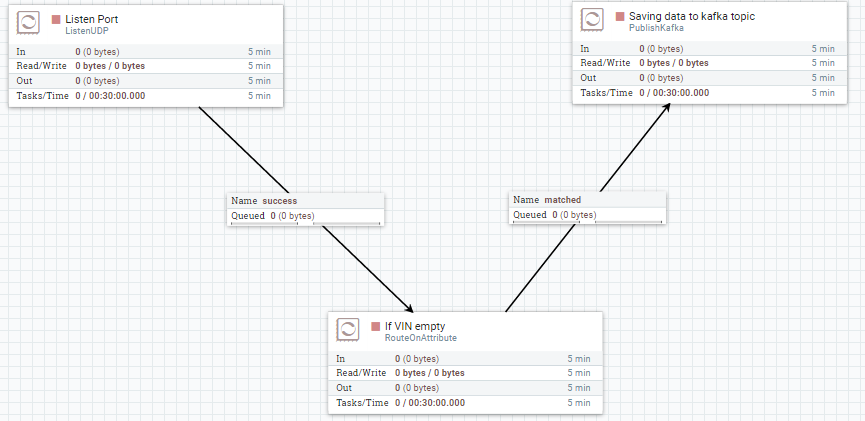 Listen Port
ListenUDP
In 0 (0 bytes) 5 min
Read/Write 0 bytes / 0 bytes 5 min
Out 0 (0 bytes) 5 min
Tasks/Time 0 / 00:30:00.000 5 min
Saving data to kafka topic
PublishKafka
In 0 (0 bytes) 5 min
Read/Write 0 bytes / 0 bytes 5 min
Out 0 (0 bytes) 5 min
Tasks/Time 0 / 00:30:00.000 5 min
Name success
Queued 0 (0 bytes)
Name matched
Queued 0 (0 bytes)
If VIN empty
RouteOnAttribute
In 0 (0 bytes) 5 min
Read/Write 0 bytes / 0 bytes 5 min
Out 0 (0 bytes) 5 min
Tasks/Time 0 / 00:30:00.000 5 min